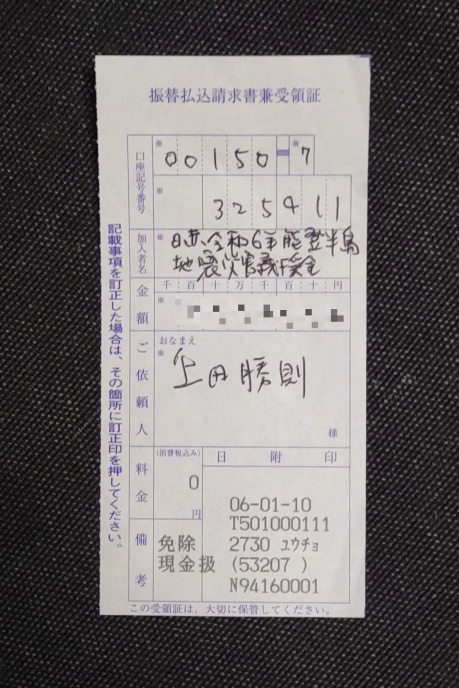 振替払込請求書兼受領証
口座記号番号
※ 00150-※7
※ 325411
加入者名
※ 日赤令和6年能登半島
地震災害義援金
金額
千百十万千百十円
※
ご依頼人
おなまえ
※
上田勝則
様
料金
(消費税込み)
0
円
日附印
06-01-10
T501000111
2730 ユウチョ
(53207 )
N94160001
備考
免除
現金扱
この受領証は、大切に保管してください。
記載事項を訂正した場合は、その箇所に訂正印を押してください。